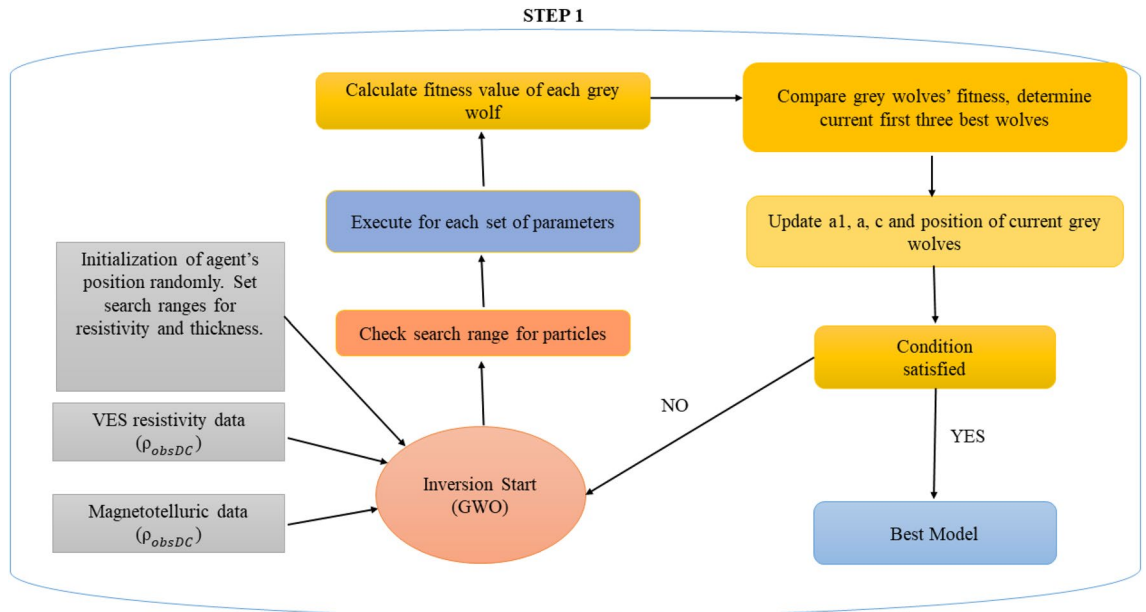 STEP 1
Calculate fitness value of each grey
wolf
Compare grey wolves’ fitness, determine
current first three best wolves
Execute for each set of parameters
Update a1, a, c and position of current grey
wolves
Initialization of agent’s
position randomly. Set
search ranges for
resistivity and thickness.
Check search range for particles
Condition
satisfied
NO
YES
VES resistivity data
(ρobsDC)
Inversion Start
(GWO)
Magnetotelluric data
(ρobsDC)
Best Model